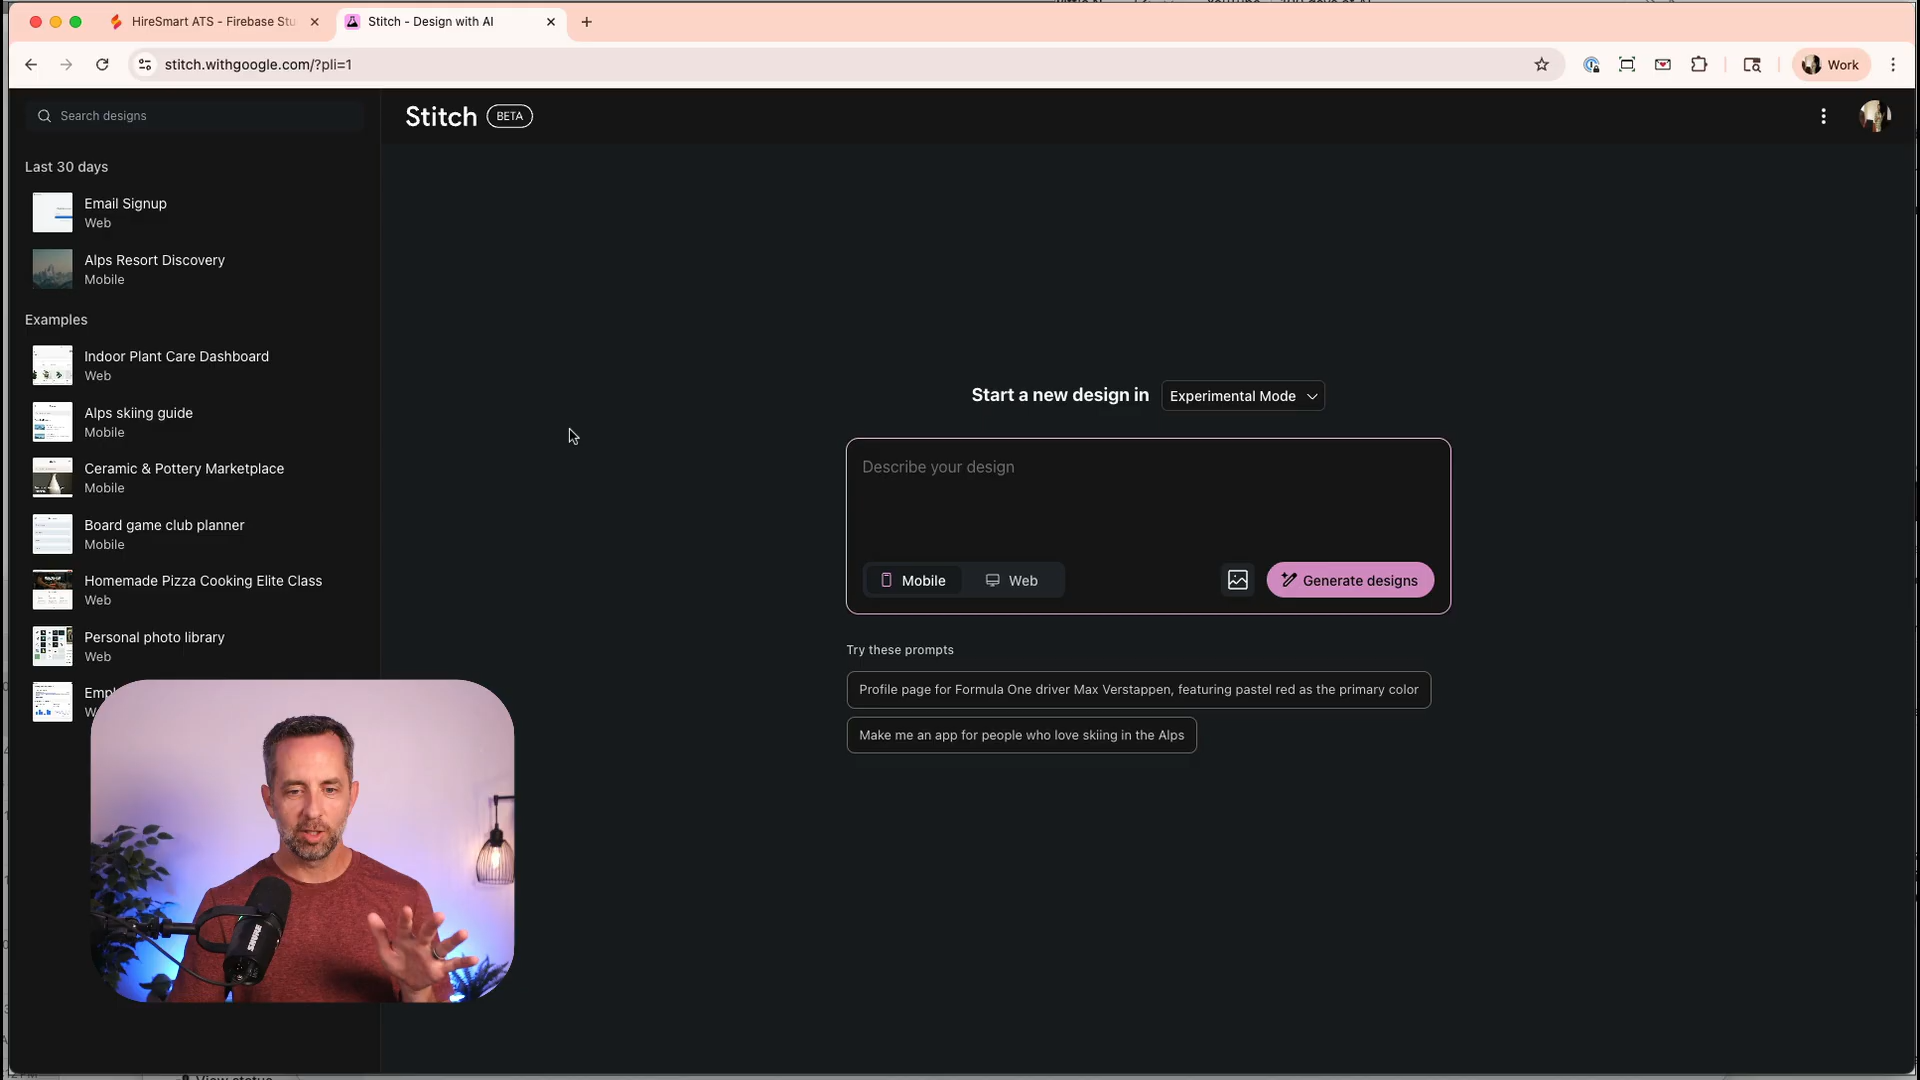 HireSmart ATS - Firebase Stu
Stitch - Design with AI
stitch.withgoogle.com/?pli=1
Work
Search designs
Stitch BETA
Last 30 days
Email Signup
Web
Alps Resort Discovery
Mobile
Examples
Indoor Plant Care Dashboard
Web
Alps skiing guide
Mobile
Ceramic & Pottery Marketplace
Mobile
Board game club planner
Mobile
Homemade Pizza Cooking Elite Class
Web
Personal photo library
Web
Start a new design in
Experimental Mode
Describe your design
Mobile
Web
Generate designs
Try these prompts
Profile page for Formula One driver Max Verstappen, featuring pastel red as the primary color
Make me an app for people who love skiing in the Alps
SHURE